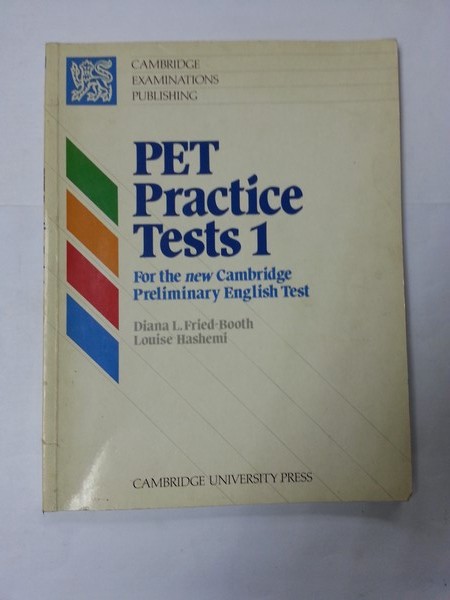 CAMBRIDGE
EXAMINATIONS
PUBLISHING
PET
Practice
Tests 1
For the new Cambridge
Preliminary English Test
Diana L. Fried-Booth
Louise Hashemi
CAMBRIDGE UNIVERSITY PRESS